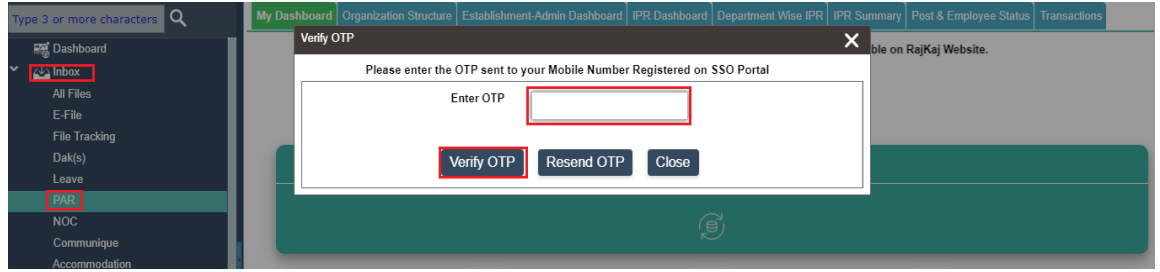 Type 3 or more characters
My Dashboard Organization Structure Establishment-Admin Dashboard IPR Dashboard Department Wise IPR IPR Summary Post & Employee Status Transactions
Dashboard
Inbox
All Files
E-File
File Tracking
Dak(s)
Leave
PAR
NOC
Communique
Accommodation
Verify OTP
X
ble on RajKaj Website.
Please enter the OTP sent to your Mobile Number Registered on SSO Portal
Enter OTP
Verify OTP Resend OTP Close